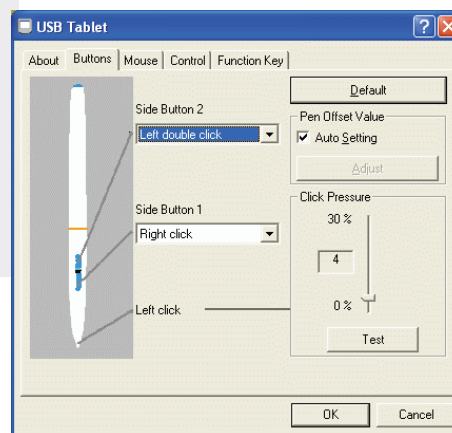 USB Tablet
About Buttons Mouse Control Function Key
Side Button 2
Left double click
Side Button 1
Right click
Left click
Default
Pen Offset Value
Auto Setting
Adjust
Click Pressure
30 %
4
0 %
Test
OK Cancel